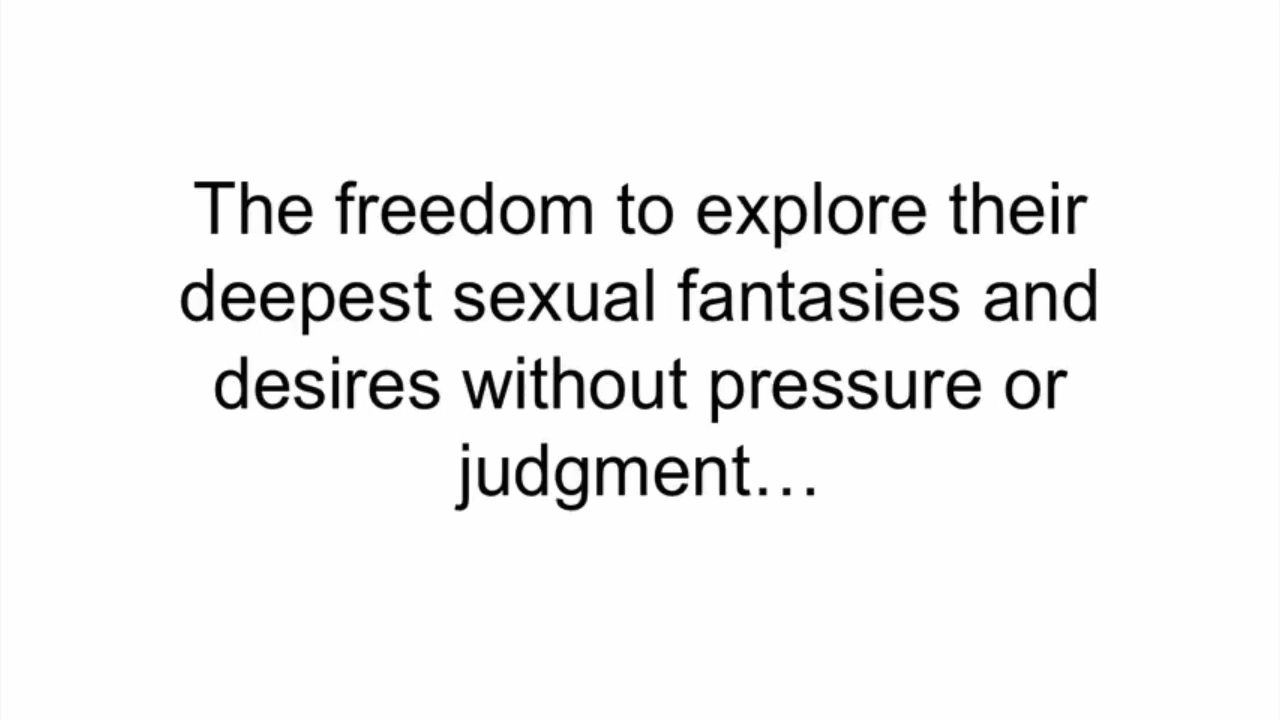 The freedom to explore their
deepest sexual fantasies and
desires without pressure or
judgment…